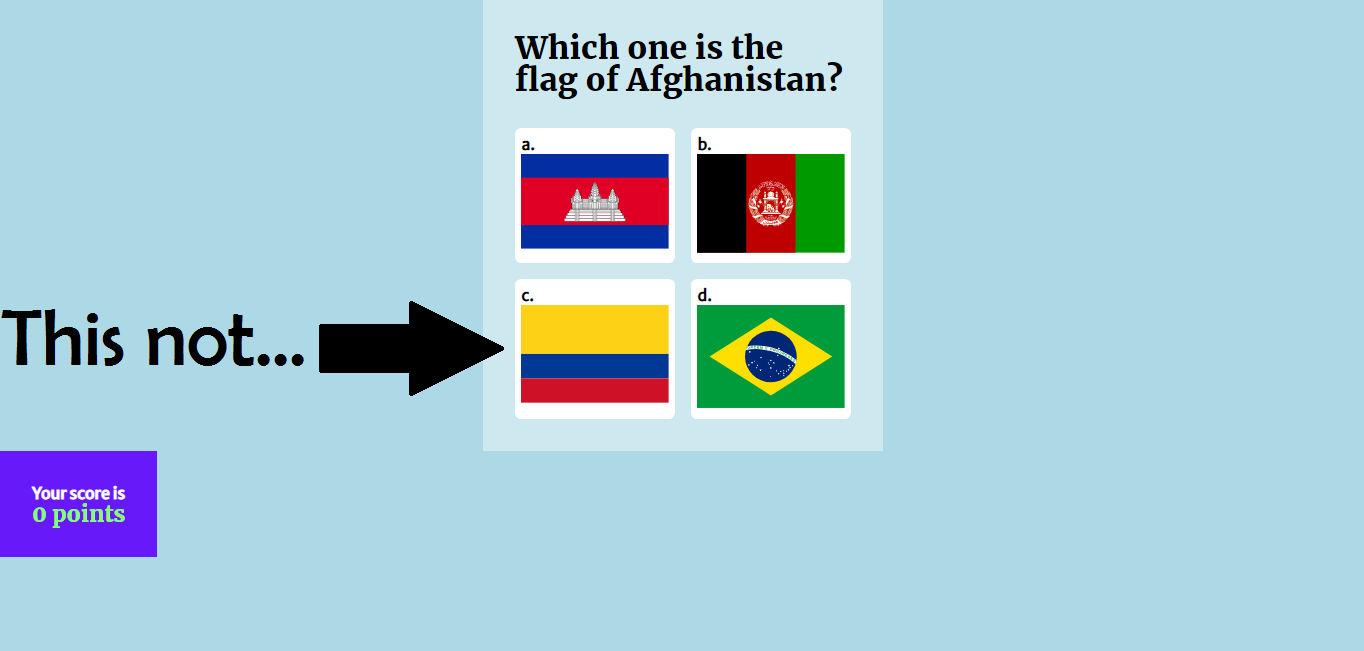 Which one is the
flag of Afghanistan?
a.
b.
This not...
c.
d.
Your score is
0 points